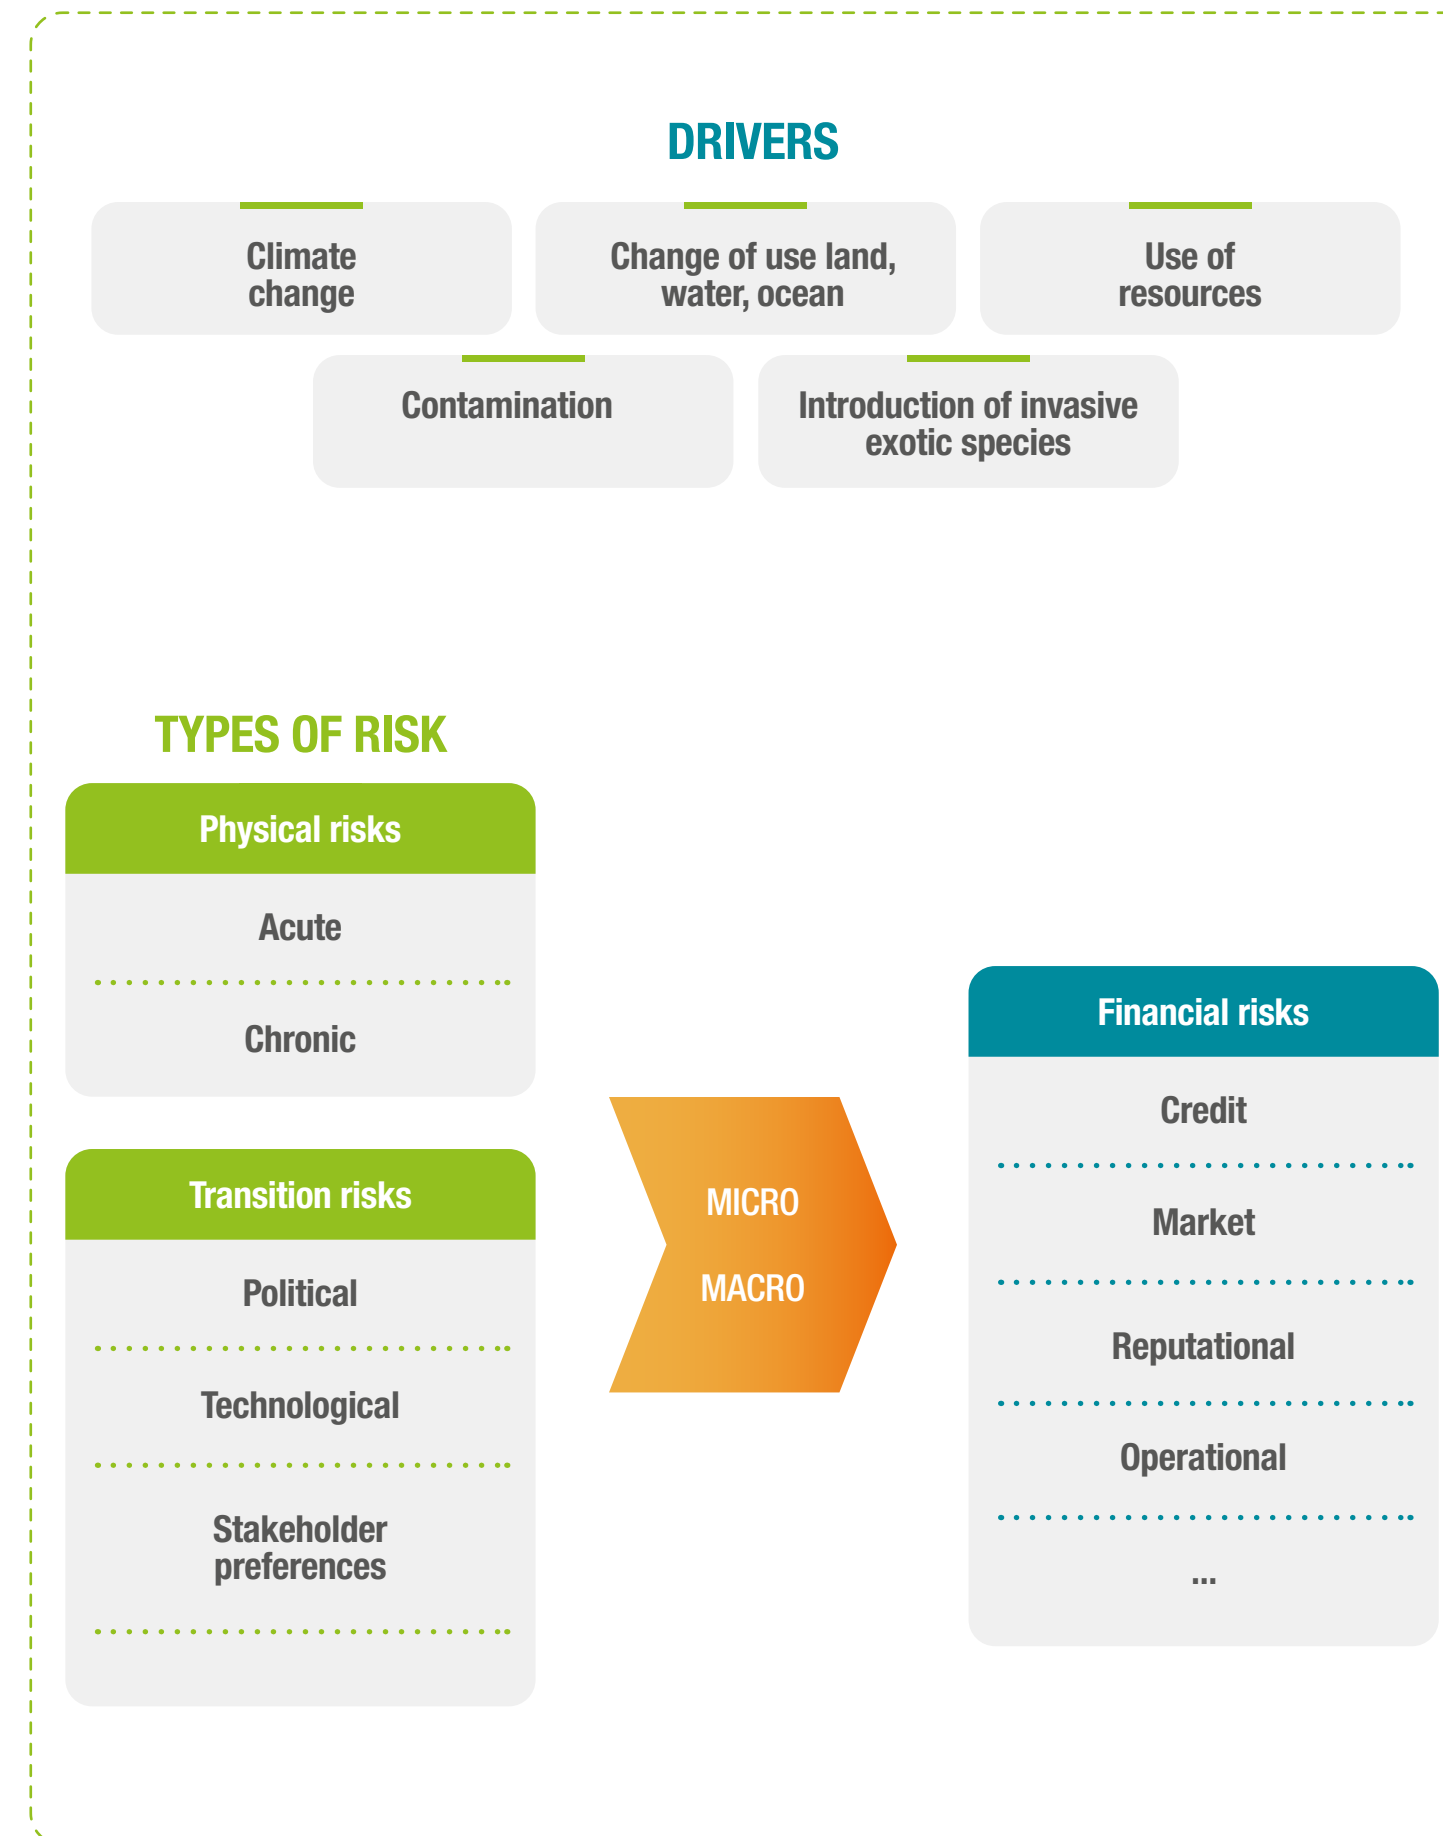 DRIVERS
Climate
change
Change of use land,
water, ocean
Use of
resources
Contamination
Introduction of invasive
exotic species
TYPES OF RISK
Physical risks
Acute
Chronic
Transition risks
Political
Technological
Stakeholder
preferences
MICRO
MACRO
Financial risks
Credit
Market
Reputational
Operational
...